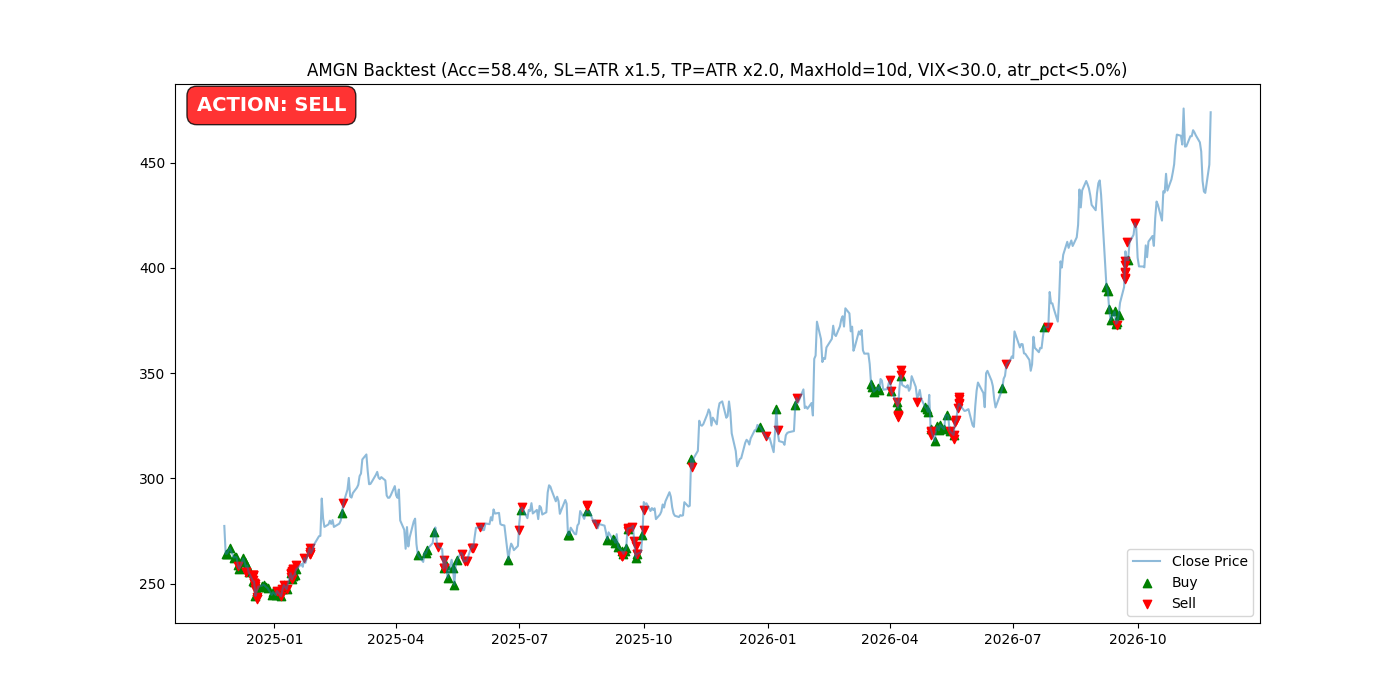 AMGN Backtest (Acc=58.4%, SL=ATR x1.5, TP=ATR x2.0, MaxHold=10d, VIX<30.0, atr_pct<5.0%)
ACTION: SELL
450
400
350
300
250
2025-01 2025-04 2025-07 2025-10 2026-01 2026-04 2026-07 2026-10
Close Price
Buy
Sell